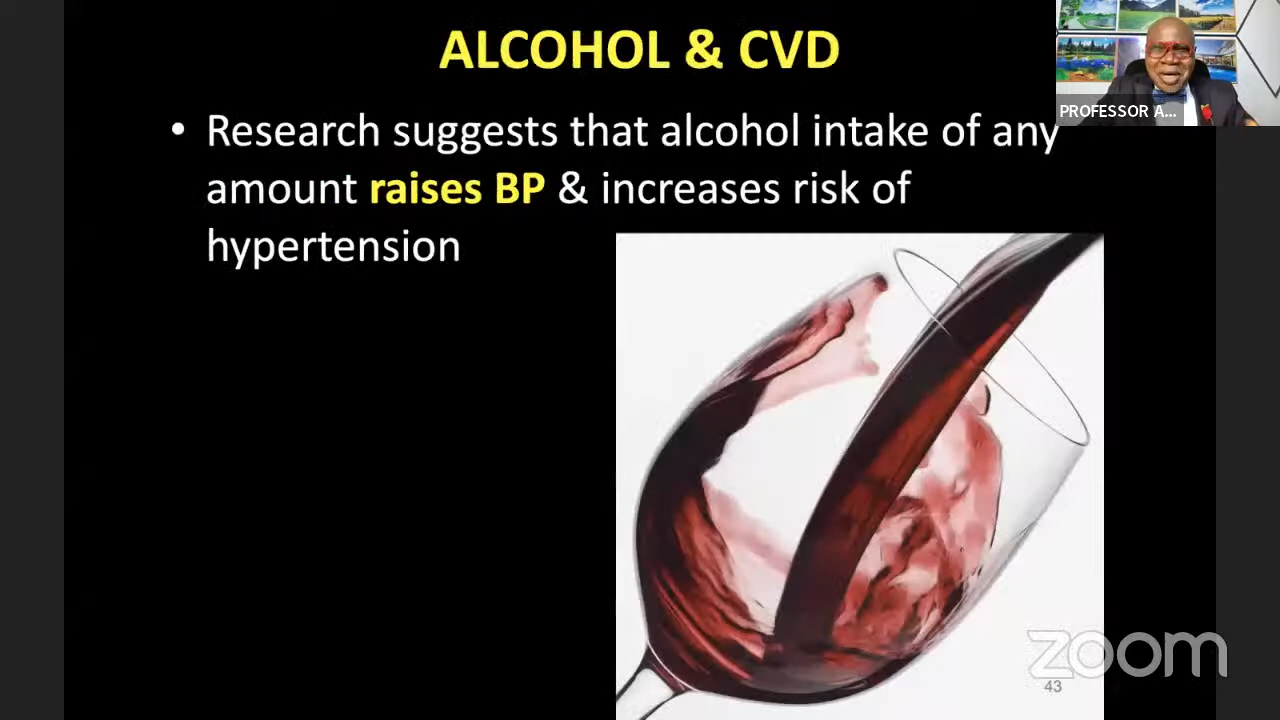 ALCOHOL & CVD
PROFESSOR A...
• Research suggests that alcohol intake of any
amount raises BP & increases risk of
hypertension
zoom
43